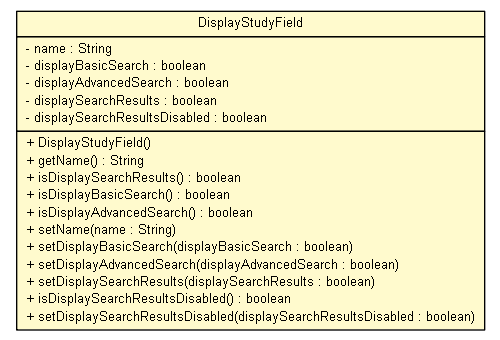 DisplayStudyField
- name : String
- displayBasicSearch : boolean
- displayAdvancedSearch : boolean
- displaySearchResults : boolean
- displaySearchResultsDisabled : boolean
+ DisplayStudyField()
+ getName() : String
+ isDisplaySearchResults() : boolean
+ isDisplayBasicSearch() : boolean
+ isDisplayAdvancedSearch() : boolean
+ setName(name : String)
+ setDisplayBasicSearch(displayBasicSearch : boolean)
+ setDisplayAdvancedSearch(displayAdvancedSearch : boolean)
+ setDisplaySearchResults(displaySearchResults : boolean)
+ isDisplaySearchResultsDisabled() : boolean
+ setDisplaySearchResultsDisabled(displaySearchResultsDisabled : boolean)